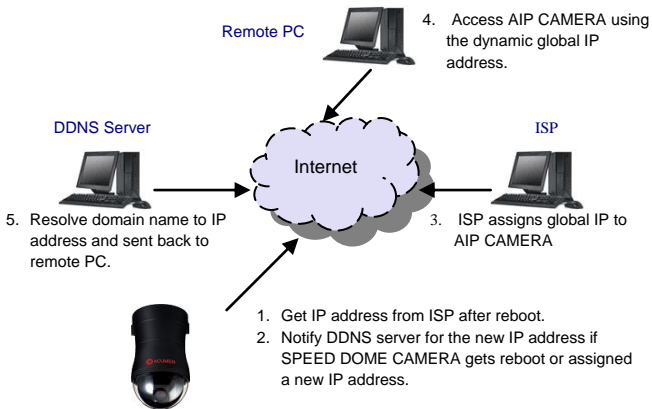 Remote PC
4. Access AIP CAMERA using
the dynamic global IP
address.
DDNS Server
ISP
Internet
5. Resolve domain name to IP
address and sent back to
remote PC.
3. ISP assigns global IP to
AIP CAMERA
1. Get IP address from ISP after reboot.
2. Notify DDNS server for the new IP address if
SPEED DOME CAMERA gets reboot or assigned
a new IP address.
ACUMEN